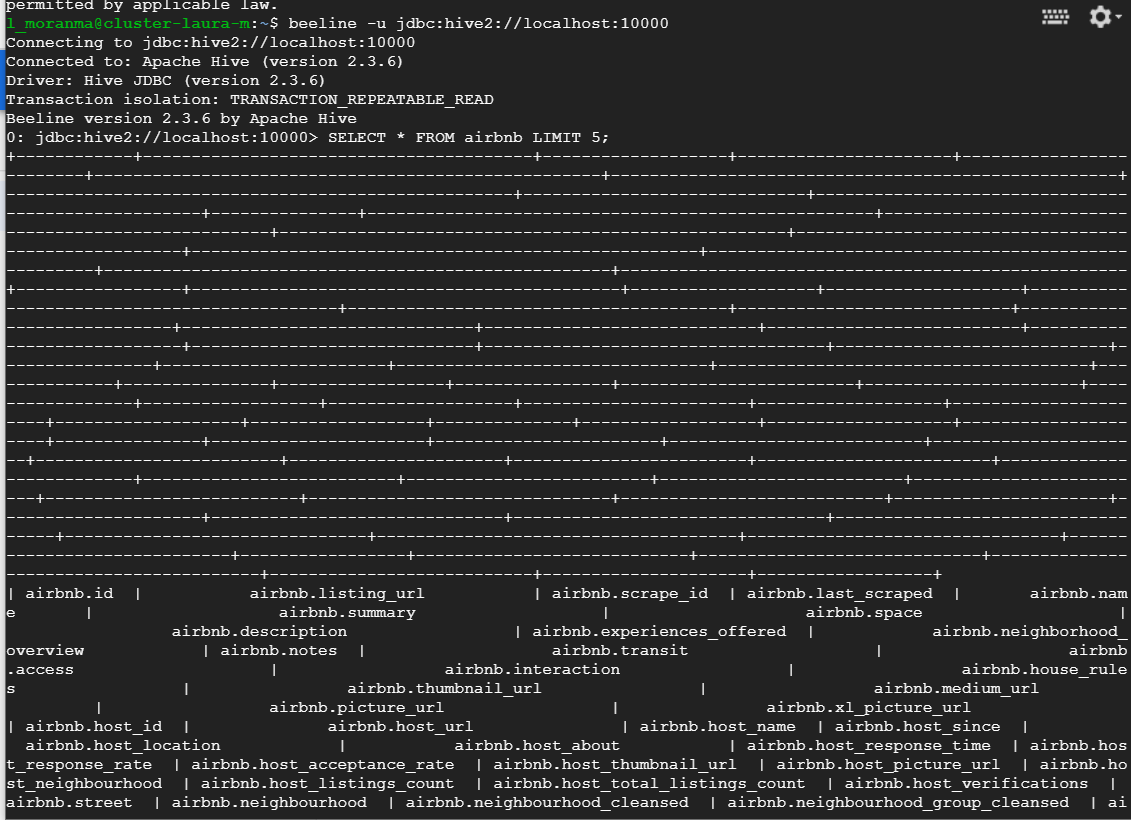 permitted by applicable law.
l_moranma@cluster-laura-m:~$ beeline -u jdbc:hive2://localhost:10000
Connecting to jdbc:hive2://localhost:10000
Connected to: Apache Hive (version 2.3.6)
Driver: Hive JDBC (version 2.3.6)
Transaction isolation: TRANSACTION_REPEATABLE_READ
Beeline version 2.3.6 by Apache Hive
0: jdbc:hive2://localhost:10000> SELECT * FROM airbnb LIMIT 5;
| airbnb.id | airbnb.listing_url | airbnb.scrape_id | airbnb.last_scraped | airbnb.nam
e | airbnb.summary | airbnb.space |
airbnb.description | airbnb.experiences_offered | airbnb.neighborhood_
overview | airbnb.notes | airbnb.transit | airbnb
.access | airbnb.interaction | airbnb.house_rule
s | airbnb.thumbnail_url | airbnb.medium_url
| airbnb.picture_url | airbnb.xl_picture_url
| airbnb.host_id | airbnb.host_url | airbnb.host_name | airbnb.host_since |
airbnb.host_location | airbnb.host_about | airbnb.host_response_time | airbnb.hos
t_response_rate | airbnb.host_acceptance_rate | airbnb.host_thumbnail_url | airbnb.host_picture_url | airbnb.ho
st_neighbourhood | airbnb.host_listings_count | airbnb.host_total_listings_count | airbnb.host_verifications |
airbnb.street | airbnb.neighbourhood | airbnb.neighbourhood_cleansed | airbnb.neighbourhood_group_cleansed | ai